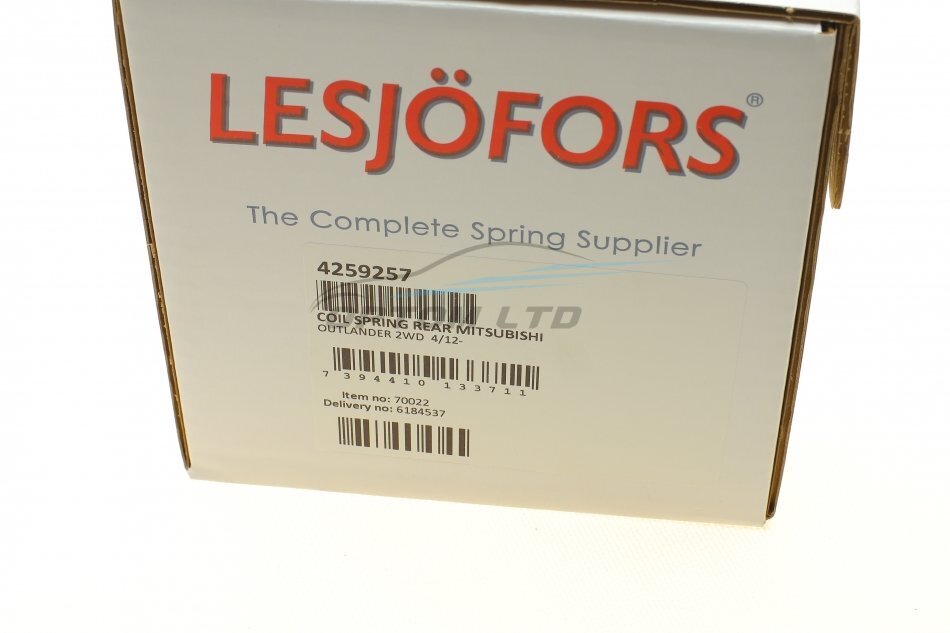 LESJÖFORS®
The Complete Spring Supplier
4259257
LTD
COIL SPRING REAR MITSUBISHI
OUTLANDER 2WD 4/12-
7 394410 133711
Item no: 70022
Delivery no: 6184537